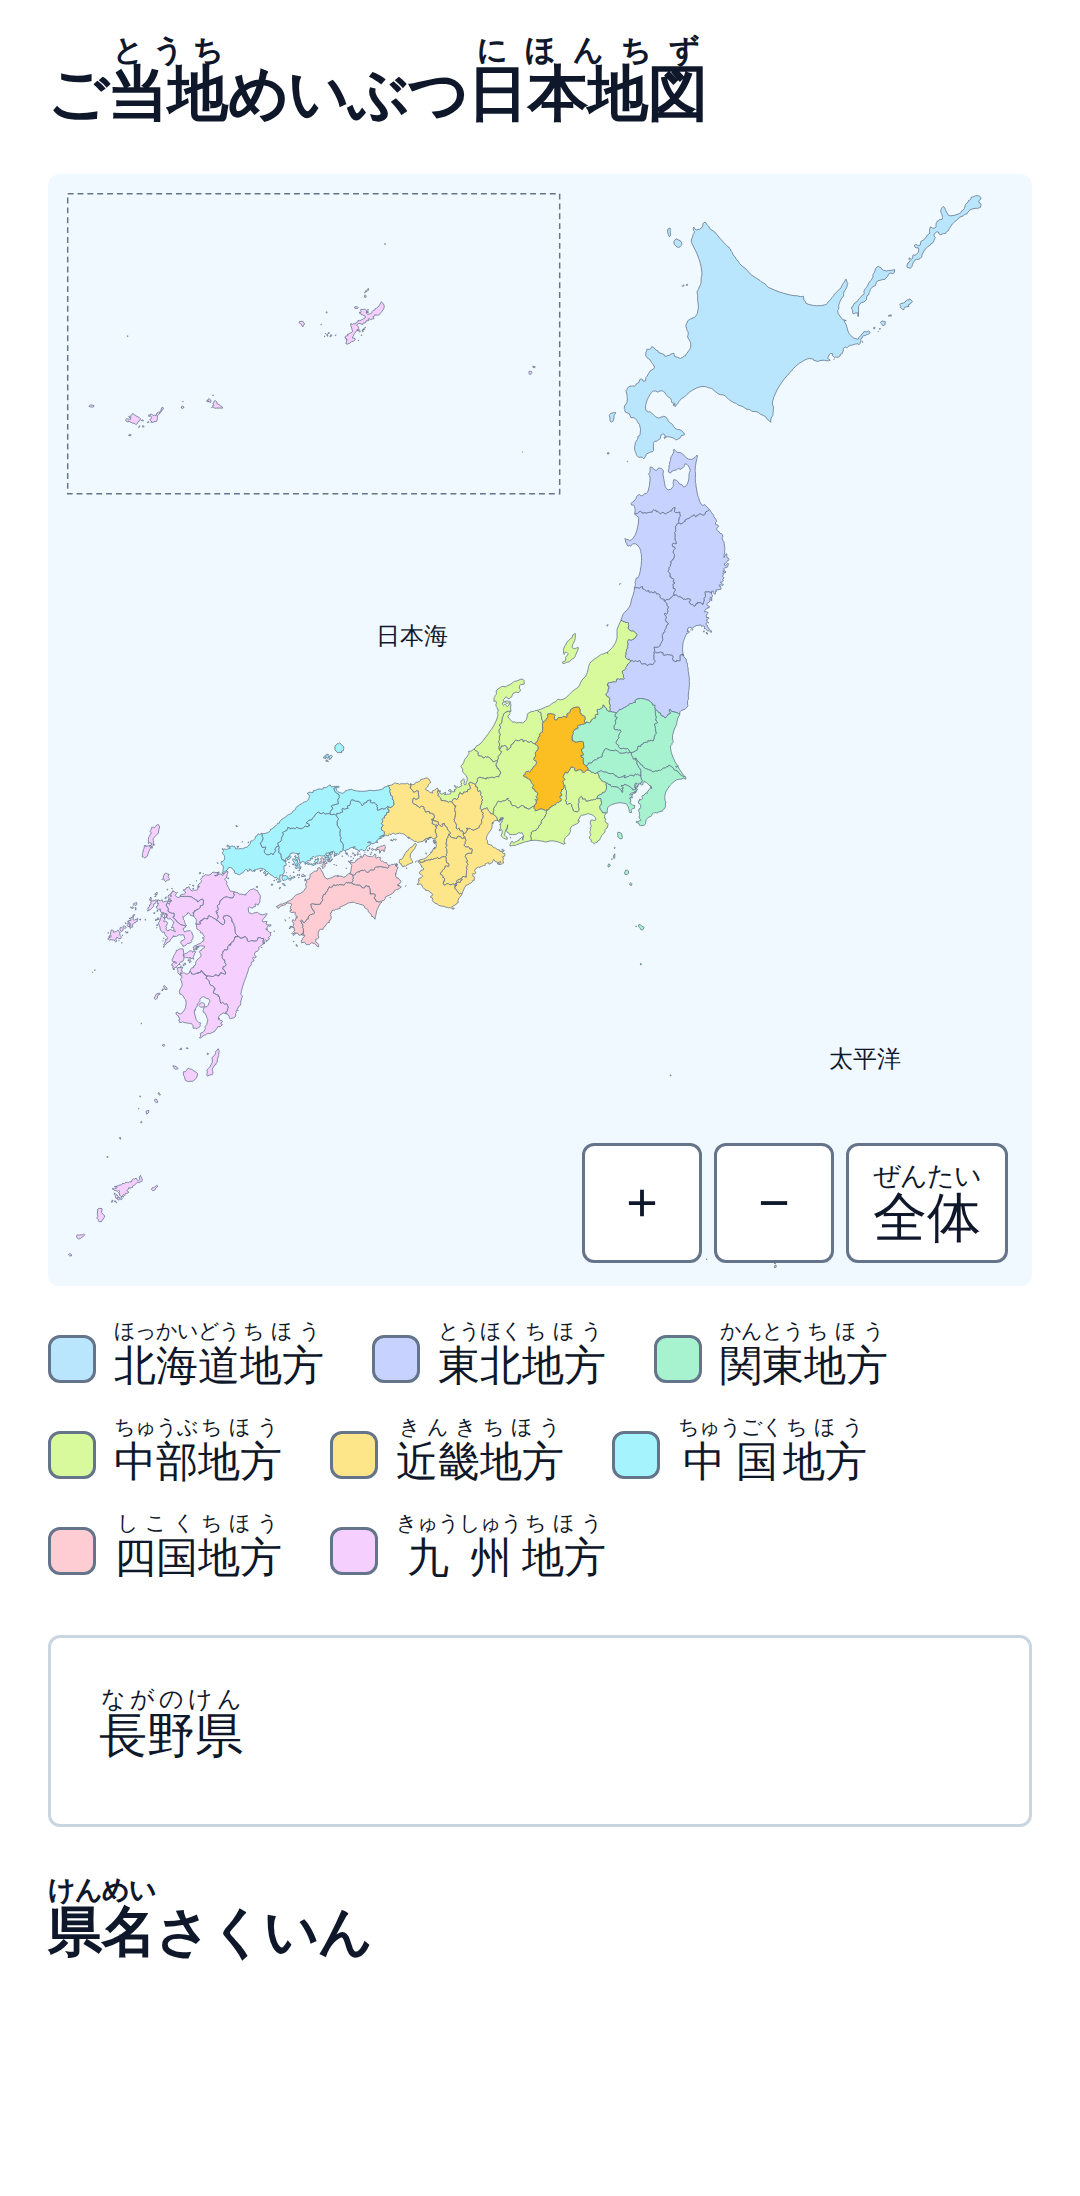 とうち にほんちず
ご当地めいぶつ日本地図
日本海
太平洋
+ − ぜんたい
全体
ほっかいどうちほう とうほくちほう かんとうちほう
北海道地方 東北地方 関東地方
ちゅうぶちほう きんきちほう ちゅうごくちほう
中部地方 近畿地方 中国地方
しこくちほう きゅうしゅうちほう
四国地方 九州地方
ながのけん
長野県
けんめい
県名さくいん